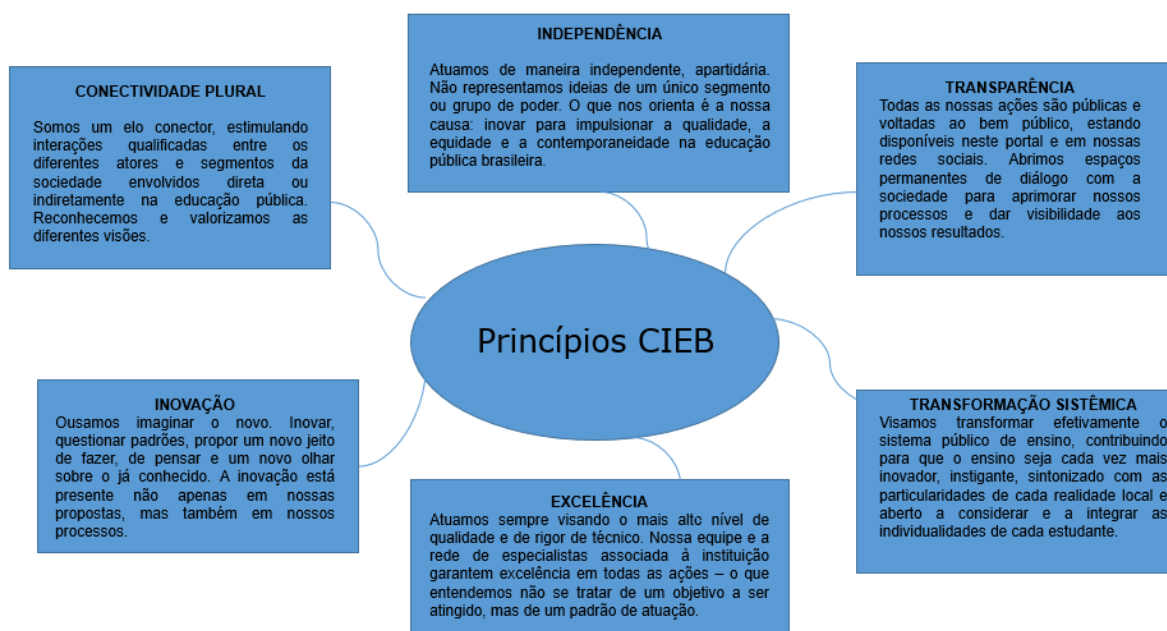 INDEPENDÊNCIA
Atuamos de maneira independente, apartidária.
Não representamos ideias de um único segmento
ou grupo de poder. O que nos orienta é a nossa
causa: inovar para impulsionar a qualidade, a
equidade e a contemporaneidade na educação
pública brasileira.
CONECTIVIDADE PLURAL
Somos um elo conector, estimulando
interações qualificadas entre os
diferentes atores e segmentos da
sociedade envolvidos direta ou
indiretamente na educação pública.
Reconhecemos e valorizamos as
diferentes visões.
TRANSPARÊNCIA
Todas as nossas ações são públicas e
voltadas ao bem público, estando
disponíveis neste portal e em nossas
redes sociais. Abrimos espaços
permanentes de diálogo com a
sociedade para aprimorar nossos
processos e dar visibilidade aos
nossos resultados.
Princípios CIEB
INOVAÇÃO
Ousamos imaginar o novo. Inovar,
questionar padrões, propor um novo jeito
de fazer, de pensar e um novo olhar
sobre o já conhecido. A inovação está
presente não apenas em nossas
propostas, mas também em nossos
processos.
TRANSFORMAÇÃO SISTÊMICA
Visamos transformar efetivamente o
sistema público de ensino, contribuindo
para que o ensino seja cada vez mais
inovador, instigante, sintonizado com as
particularidades de cada realidade local e
aberto a considerar e a integrar as
individualidades de cada estudante.
EXCELÊNCIA
Atuamos sempre visando o mais alto nível de
qualidade e de rigor de técnico. Nossa equipe e a
rede de especialistas associada à instituição
garantem excelência em todas as ações – o que
entendemos não se tratar de um objetivo a ser
atingido, mas de um padrão de atuação.